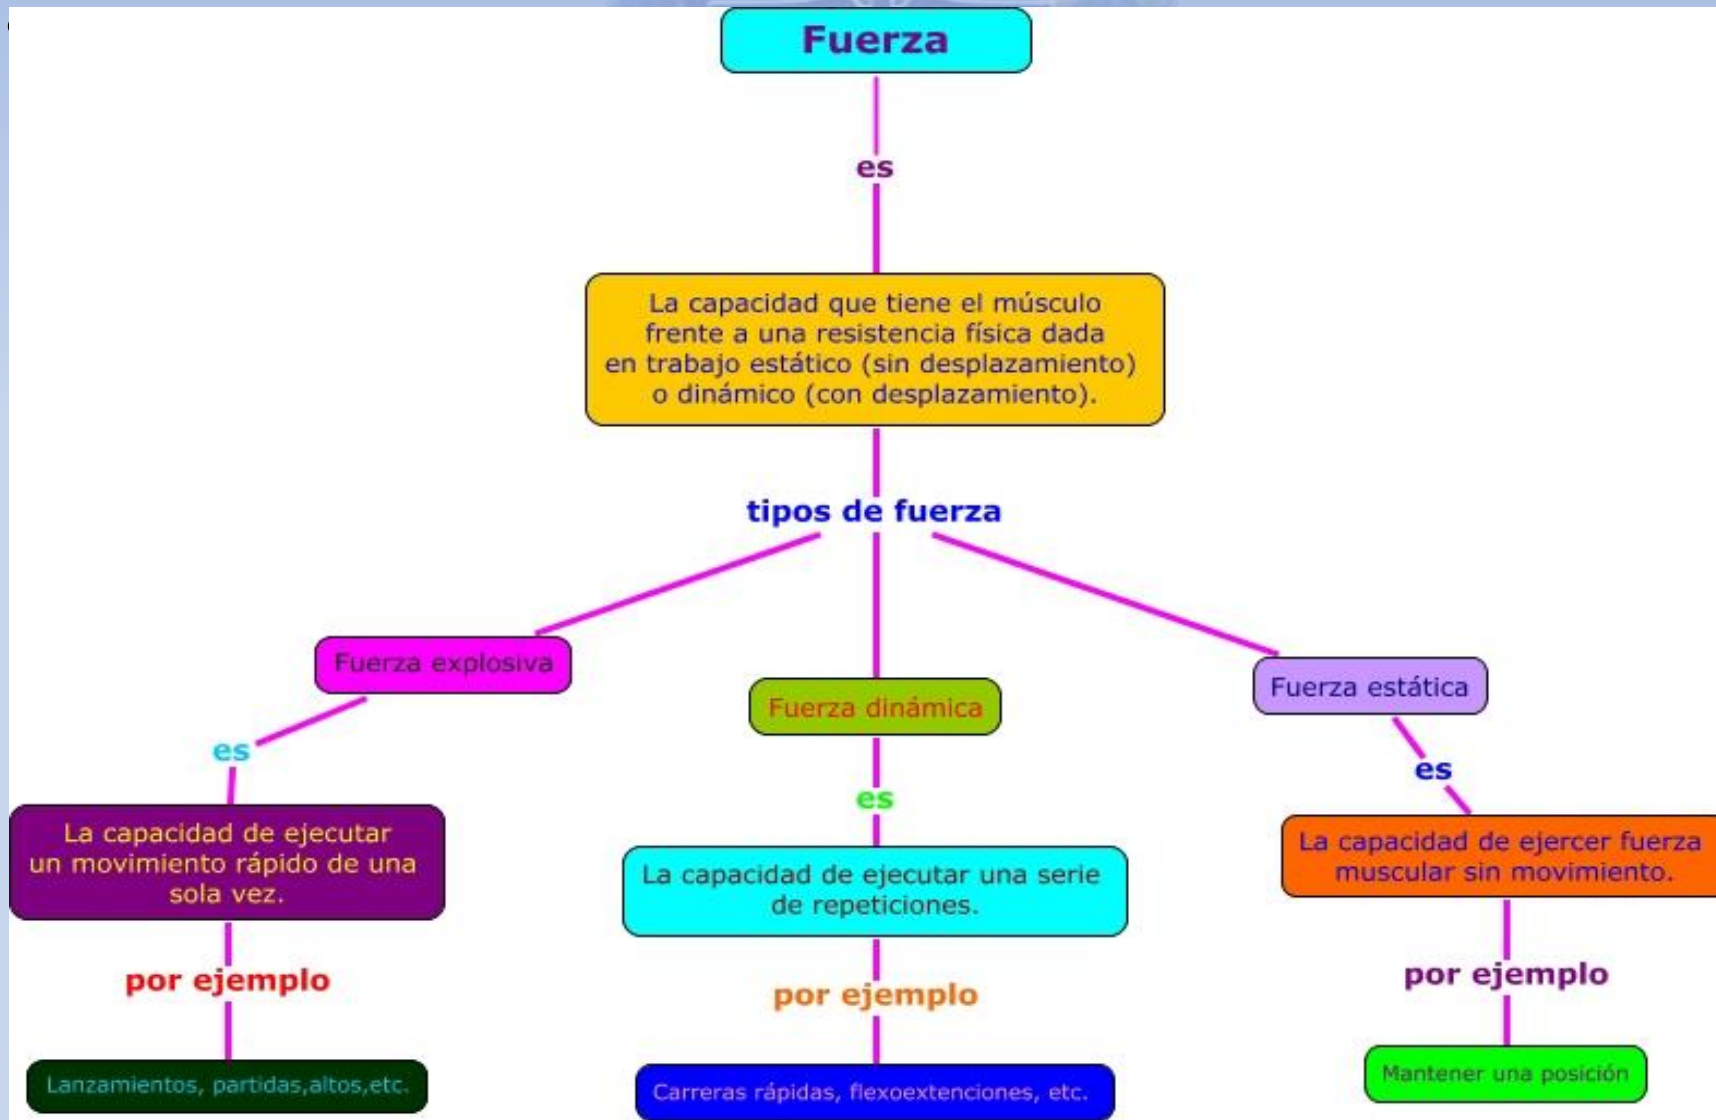 Fuerza
es
La capacidad que tiene el músculo
frente a una resistencia física dada
en trabajo estático (sin desplazamiento)
o dinámico (con desplazamiento).
tipos de fuerza
Fuerza explosiva
es
La capacidad de ejecutar
un movimiento rápido de una
sola vez.
por ejemplo
Lanzamientos, partidas,altos,etc.
Fuerza dinámica
es
La capacidad de ejecutar una serie
de repeticiones.
por ejemplo
Carreras rápidas, flexoextenciones, etc.
Fuerza estática
es
La capacidad de ejercer fuerza
muscular sin movimiento.
por ejemplo
Mantener una posición